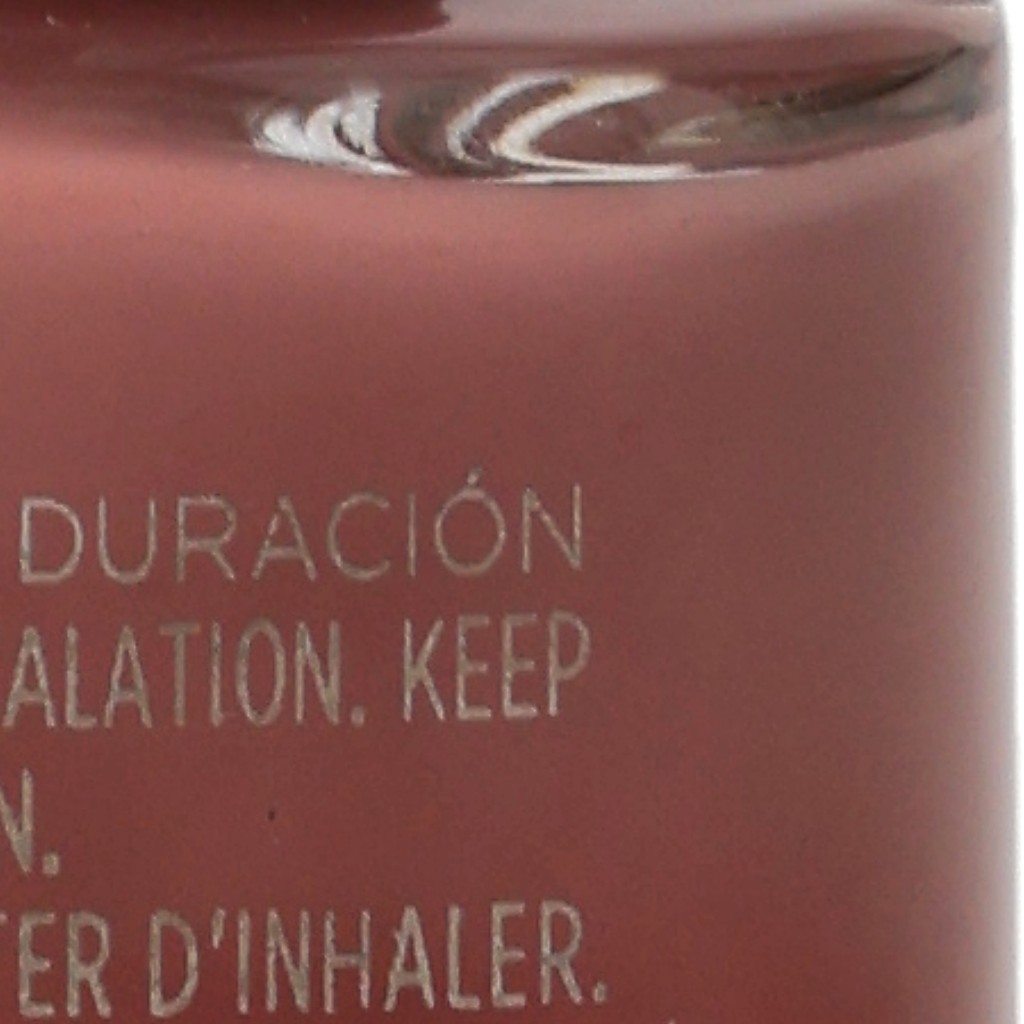 DURACIÓN
ALATION. KEEP
N.
TER D'INHALER.